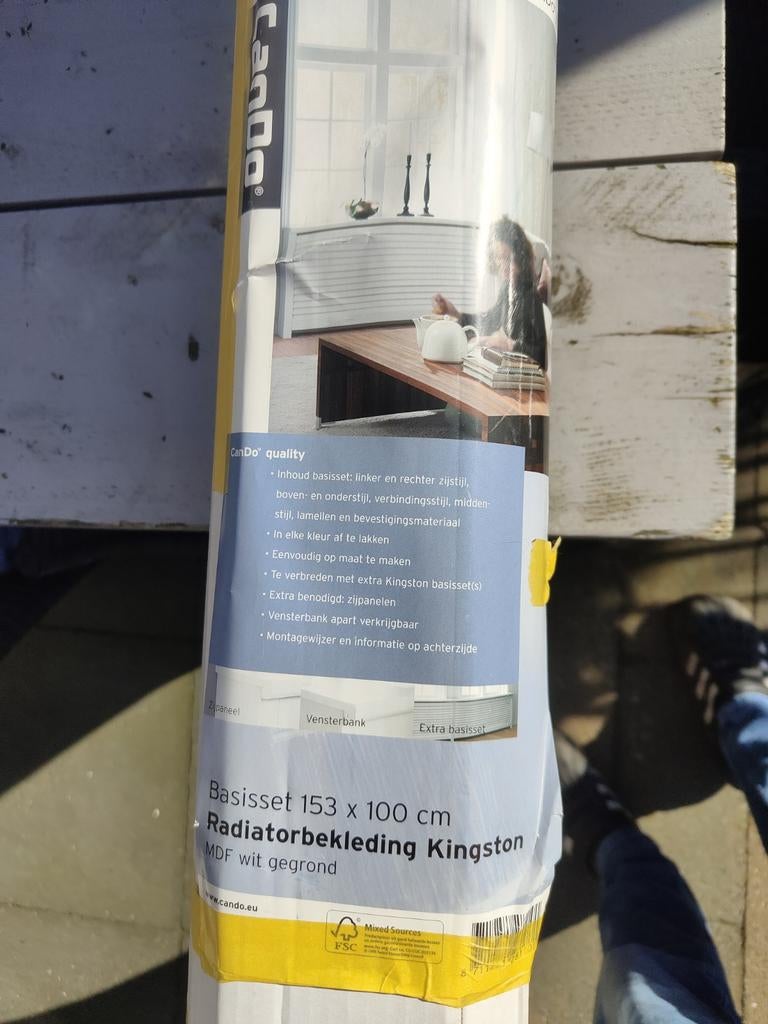 CanDo®
CanDo® quality
• Inhoud basisset: linker en rechter zijstijl,
boven- en onderstijl, verbindingsstijl, midden-
stijl, lamellen en bevestigingsmateriaal
• In elke kleur af te lakken
• Eenvoudig op maat te maken
• Te verbreden met extra Kingston basisset(s)
• Extra benodigd: zijpanelen
• Vensterbank apart verkrijgbaar
• Montagewijzer en informatie op achterzijde
Zijpaneel
Vensterbank
Extra basisset
Basisset 153 x 100 cm
Radiatorbekleding Kingston
MDF wit gegrond
www.cando.eu
FSC
Mixed Sources